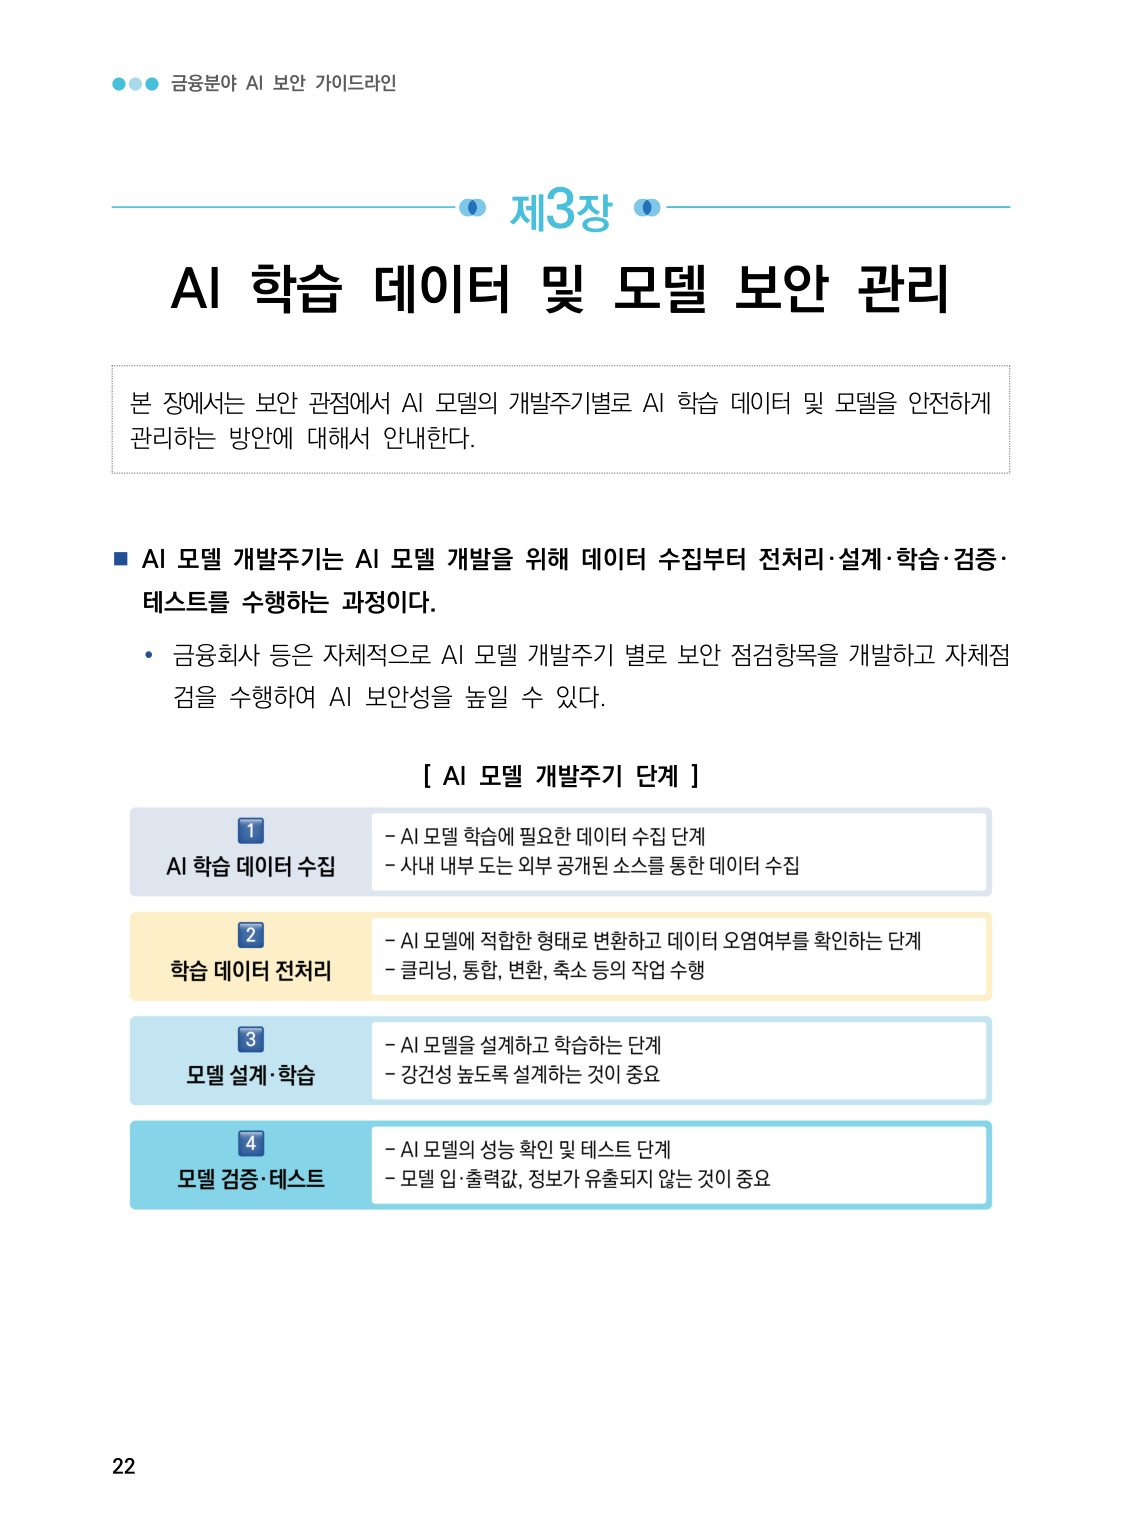 금융분야 AI 보안 가이드라인
제3장
AI 학습 데이터 및 모델 보안 관리
본 장에서는 보안 관점에서 AI 모델의 개발주기별로 AI 학습 데이터 및 모델을 안전하게
관리하는 방안에 대해서 안내한다.
■ AI 모델 개발주기는 AI 모델 개발을 위해 데이터 수집부터 전처리·설계·학습·검증·
테스트를 수행하는 과정이다.
• 금융회사 등은 자체적으로 AI 모델 개발주기 별로 보안 점검항목을 개발하고 자체점
검을 수행하여 AI 보안성을 높일 수 있다.
[ AI 모델 개발주기 단계 ]
1
AI 학습 데이터 수집
- AI 모델 학습에 필요한 데이터 수집 단계
- 사내 내부 도는 외부 공개된 소스를 통한 데이터 수집
2
학습 데이터 전처리
- AI 모델에 적합한 형태로 변환하고 데이터 오염여부를 확인하는 단계
- 클리닝, 통합, 변환, 축소 등의 작업 수행
3
모델 설계·학습
- AI 모델을 설계하고 학습하는 단계
- 강건성 높도록 설계하는 것이 중요
4
모델 검증·테스트
- AI 모델의 성능 확인 및 테스트 단계
- 모델 입·출력값, 정보가 유출되지 않는 것이 중요
22